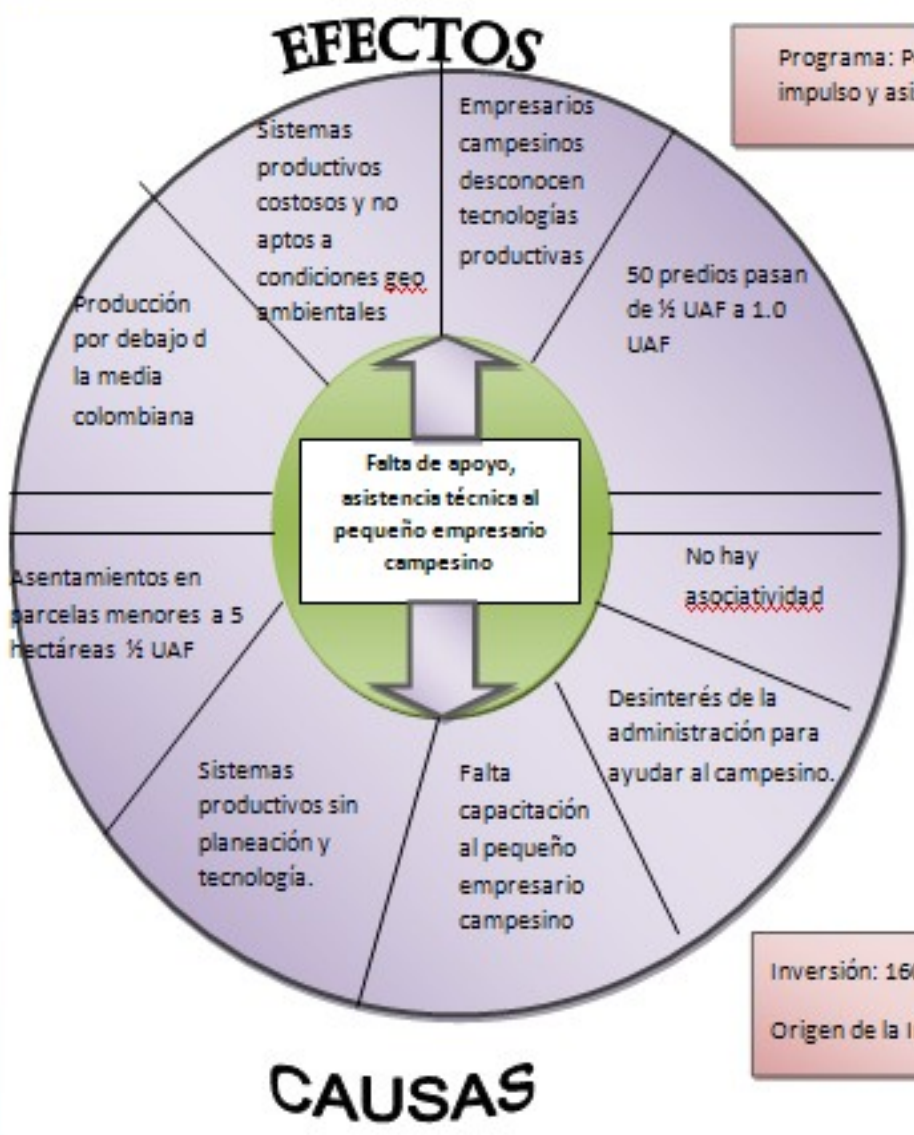 EFECTOS
Programa: P
impulso y asi
Sistemas
productivos
costosos y no
aptos a
condiciones geo
ambientales
Empresarios
campesinos
desconocen
tecnologías
productivas
50 predios pasan
de ½ UAF a 1.0
UAF
Producción
por debajo d
la media
colombiana
Falta de apoyo,
asistencia técnica al
pequeño empresario
campesino
Asentamientos en
parcelas menores a 5
hectáreas ½ UAF
No hay
asociatividad
Desinterés de la
administración para
ayudar al campesino.
Sistemas
productivos sin
planeación y
tecnología.
Falta
capacitación
al pequeño
empresario
campesino
Inversión: 160
Origen de la I
CAUSAS